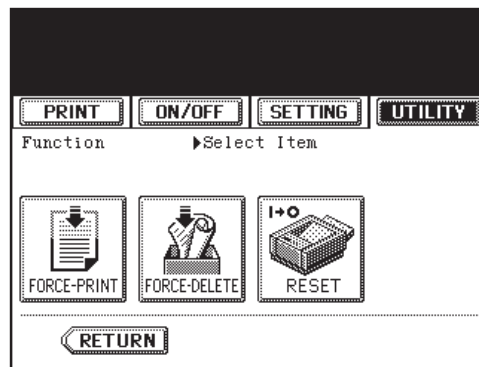 PRINT ON/OFF SETTING UTILITY
Function ▶Select Item
I→O
FORCE-PRINT FORCE-DELETE RESET
RETURN